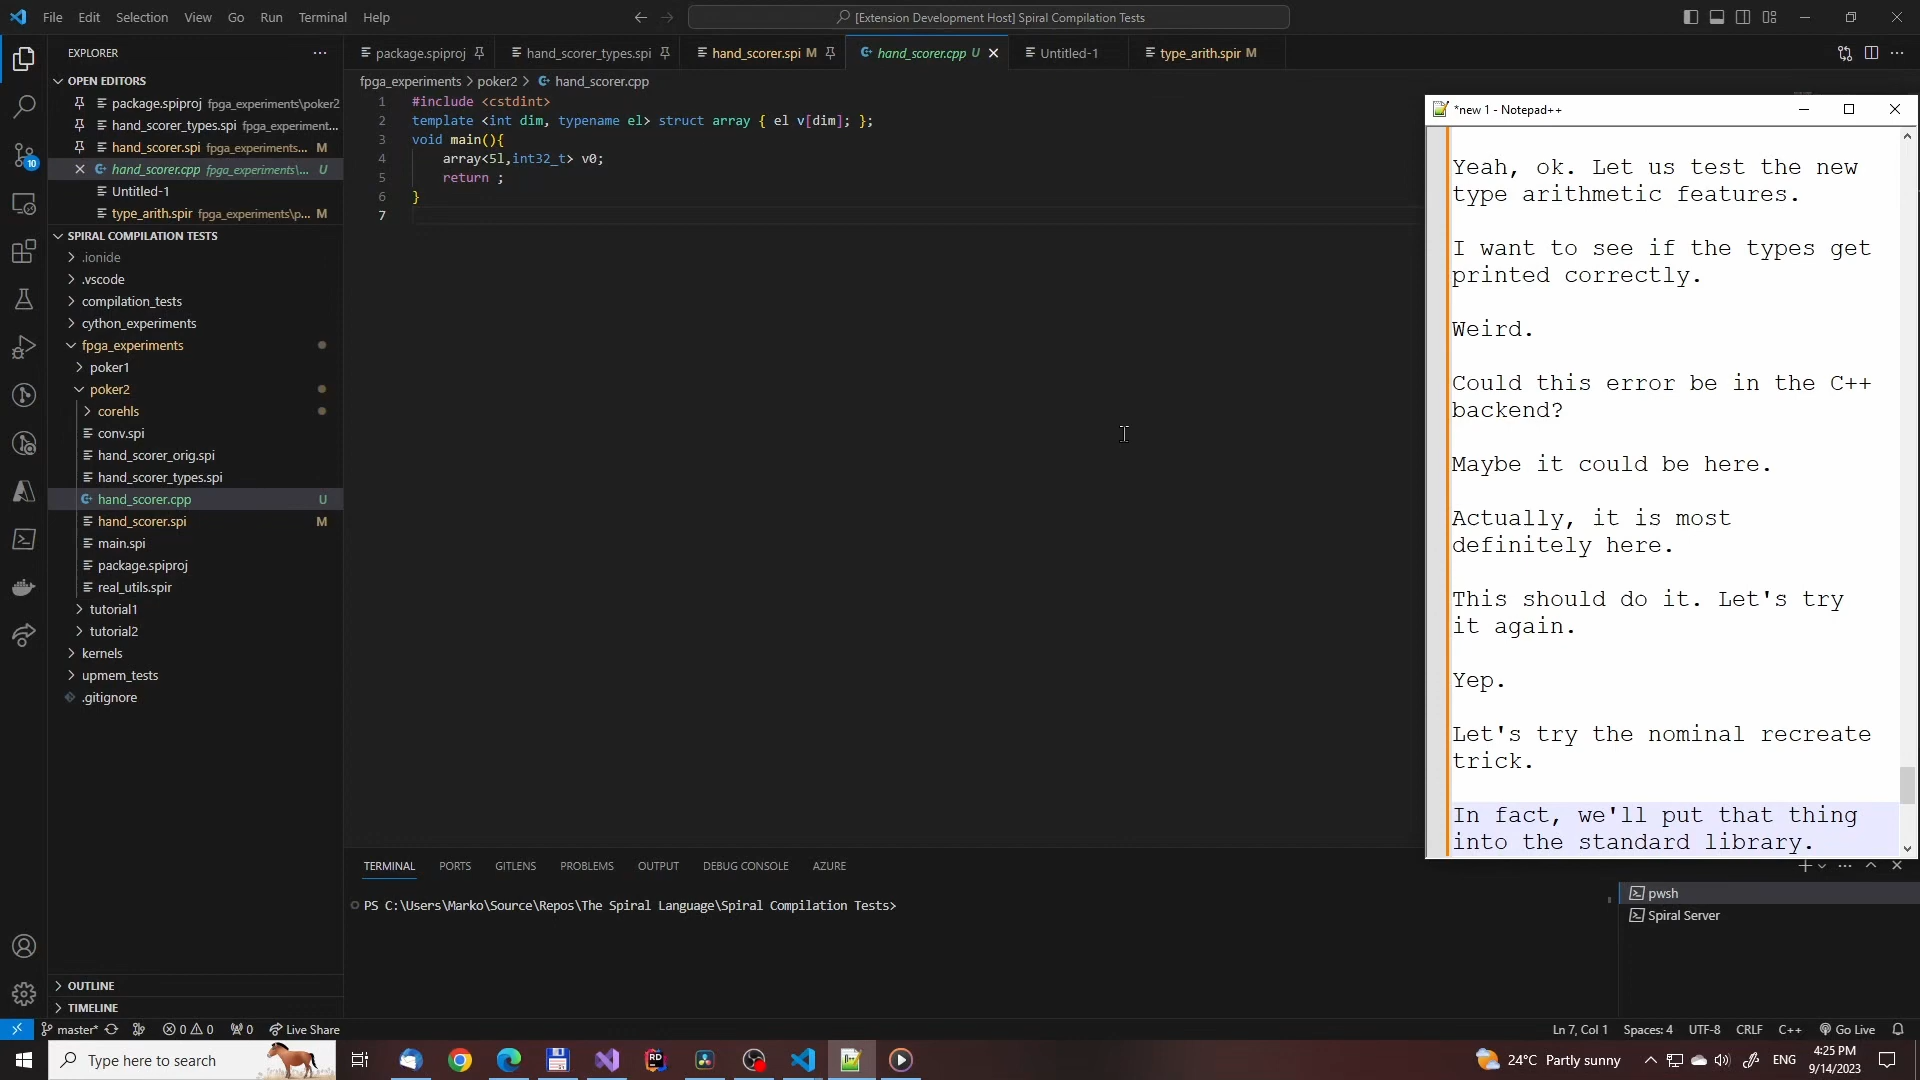 File Edit Selection View Go Run Terminal Help
[Extension Development Host] Spiral Compilation Tests
EXPLORER
OPEN EDITORS
package.spiproj fpga_experiments\poker2
hand_scorer_types.spi fpga_experiment...
hand_scorer.spi fpga_experiments... M
hand_scorer.cpp fpga_experiments\... U
Untitled-1
type_arith.spir fpga_experiments\p... M
SPIRAL COMPILATION TESTS
.ionide
.vscode
compilation_tests
cython_experiments
fpga_experiments
poker1
poker2
corehls
conv.spi
hand_scorer_orig.spi
hand_scorer_types.spi
hand_scorer.cpp U
hand_scorer.spi M
main.spi
package.spiproj
real_utils.spir
tutorial1
tutorial2
kernels
upmem_tests
.gitignore
OUTLINE
TIMELINE
10
package.spiproj hand_scorer_types.spi hand_scorer.spi M hand_scorer.cpp U Untitled-1 type_arith.spir M
fpga_experiments > poker2 > hand_scorer.cpp
1 #include <cstdint>
2 template <int dim, typename el> struct array { el v[dim]; };
3 void main(){
4 array<5l,int32_t> v0;
5 return ;
6 }
7
*new 1 - Notepad++
Yeah, ok. Let us test the new
type arithmetic features.
I want to see if the types get
printed correctly.
Weird.
Could this error be in the C++
backend?
Maybe it could be here.
Actually, it is most
definitely here.
This should do it. Let's try
it again.
Yep.
Let's try the nominal recreate
trick.
In fact, we'll put that thing
into the standard library.
TERMINAL PORTS GITLENS PROBLEMS OUTPUT DEBUG CONSOLE AZURE
PS C:\Users\Marko\Source\Repos\The Spiral Language\Spiral Compilation Tests>
pwsh
Spiral Server
master* 0 0 0 Live Share
Ln 7, Col 1 Spaces: 4 UTF-8 CRLF C++ Go Live
Type here to search
RD
24°C Partly sunny
ENG
4:25 PM
9/14/2023